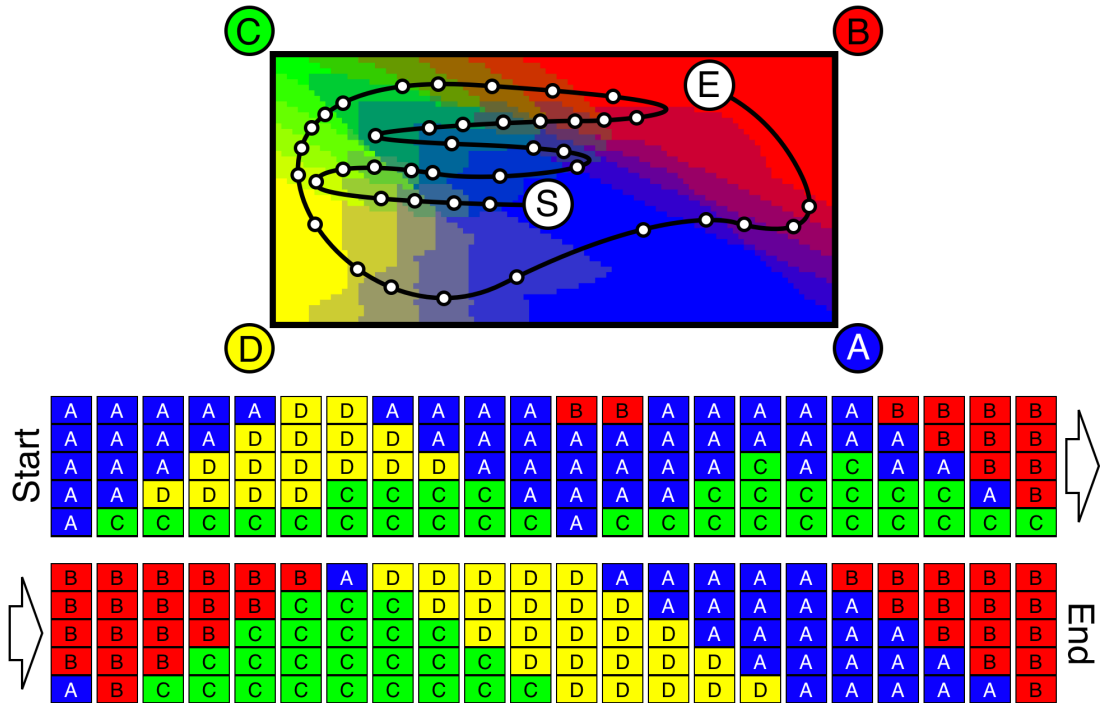 C B
E
S
D A
Start
A A A A A D D A A A A B B A A A A A B B B B
A A A A D D D D A A A A A A A A A A A B B B
A A A D D D D D D A A A A A A C A C A A B B
A A D D D D C C C C A A A A C C C C C C A B
A C C C C C C C C C C A C C C C C C C C C C
B B B B B B A D D D D D A A A A A B B B B B
B B B B B C C C D D D D D A A A A A B B B B
B B B B C C C C C D D D D D A A A A A B B B
B B B C C C C C C C D D D D D A A A A A B B
A B C C C C C C C C C D D D D D A A A A A B
End